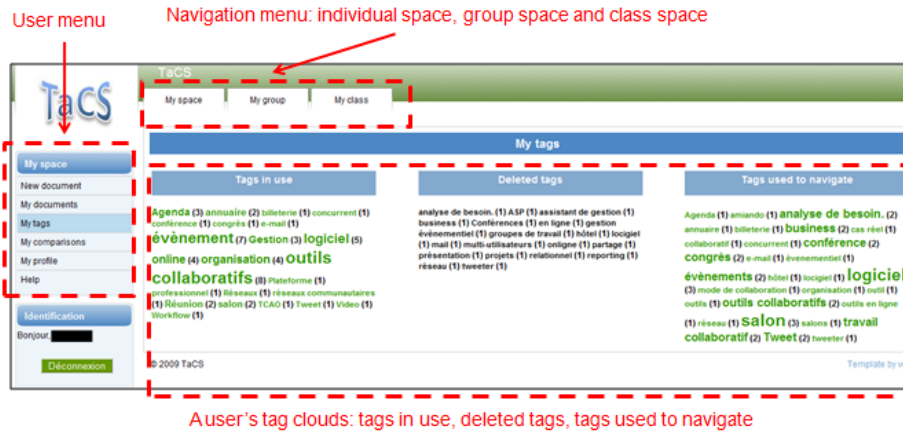 User menu
Navigation menu: individual space, group space and class space
TaCS
TaCS
My space
My group
My class
My tags
My space
New document
My documents
My tags
My comparisons
My profile
Help
Identification
Bonjour,
Déconnexion
Tags in use
Agenda (3) annuaire (2) billeterie (1) concurrent (1)
conférence (1) congrès (1) e-mail (1)
évènement (7) Gestion (3) logiciel (5)
online (4) organisation (4) outils
collaboratifs (8) Plateforme (1)
professionnel (1) Réseaux (1) réseaux communautaires
(1) Réunion (2) salon (2) TCAO (1) Tweet (1) Video (1)
Workflow (1)
Deleted tags
analyse de besoin. (1) ASP (1) assistant de gestion (1)
business (1) Conférences (1) en ligne (1) gestion
évènementiel (1) groupes de travail (1) hôtel (1) locigiel
(1) mail (1) multi-utilisateurs (1) onligne (1) partage (1)
présentation (1) projets (1) relationnel (1) reporting (1)
réseau (1) tweeter (1)
Tags used to navigate
Agenda (1) amiando (1) analyse de besoin. (2)
annuaire (1) billeterie (1) business (2) cas réel (1)
collaboratif (1) concurrent (1) conférence (2)
congrès (2) e-mail (1) évenementiel (1)
évènements (2) hôtel (1) locigiel (1) logiciel
(3) mode de collaboration (1) organisation (1) outil (1)
outils (1) outils collaboratifs (2) outils en ligne
(1) réseau (1) salon (3) salons (1) travail
collaboratif (2) Tweet (2) tweeter (1)
© 2009 TaCS
Template by
A user's tag clouds: tags in use, deleted tags, tags used to navigate